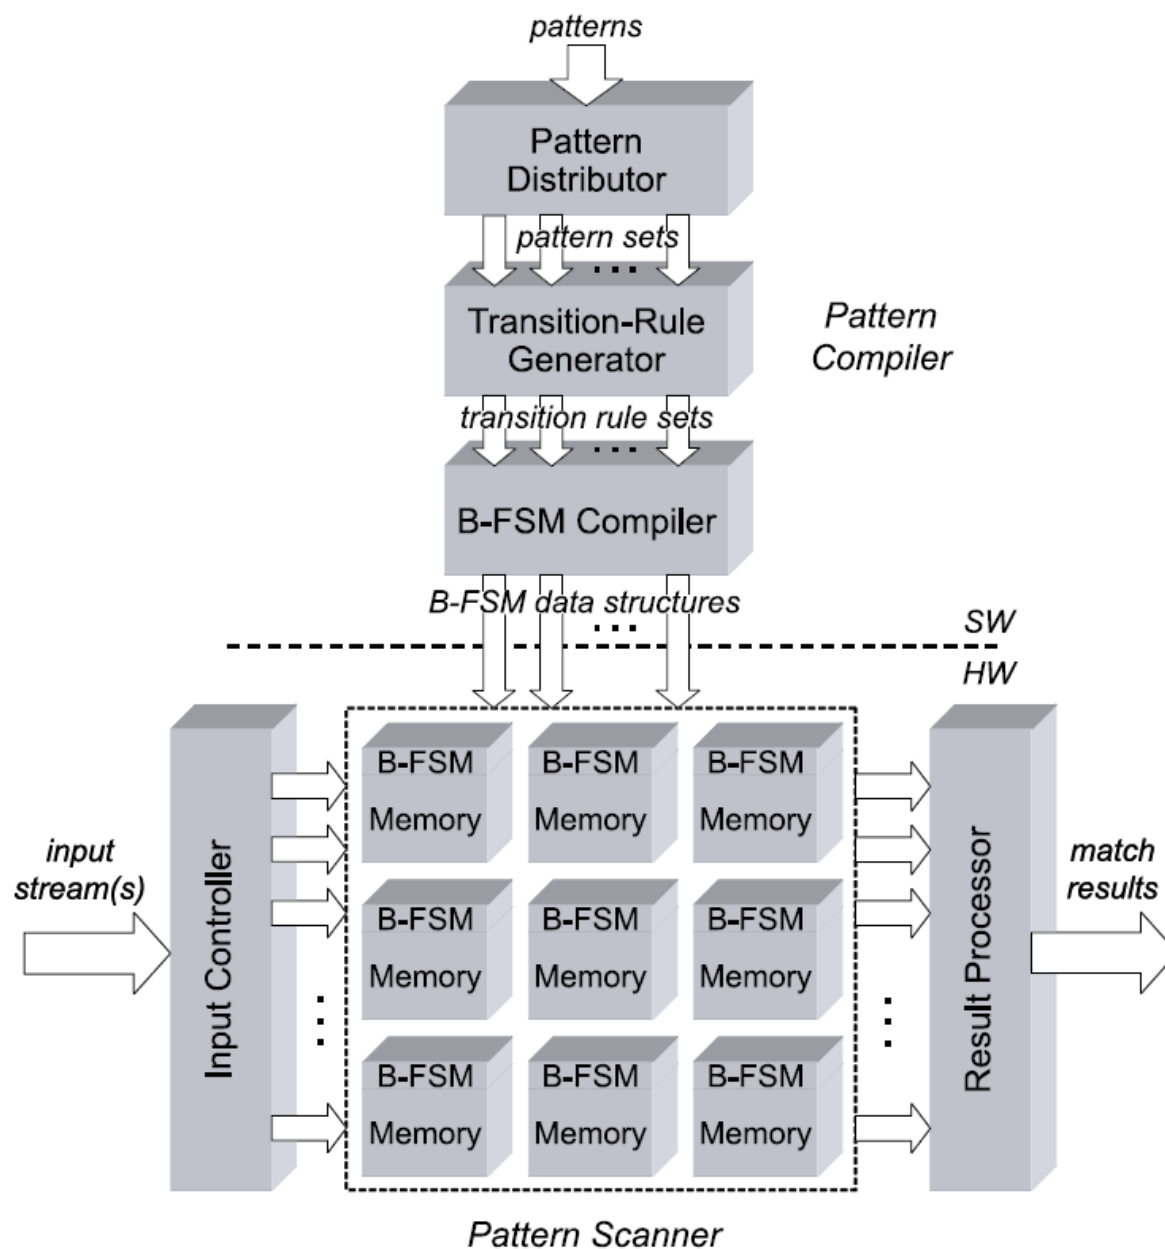 patterns
Pattern
Distributor
pattern sets
...
Transition-Rule
Generator
Pattern
Compiler
transition rule sets
...
B-FSM Compiler
B-FSM data structures
...
SW
HW
input
stream(s)
Input Controller
B-FSM B-FSM B-FSM
Memory Memory Memory
B-FSM B-FSM B-FSM
Memory Memory Memory
B-FSM B-FSM B-FSM
Memory Memory Memory
Result Processor
match
results
Pattern Scanner